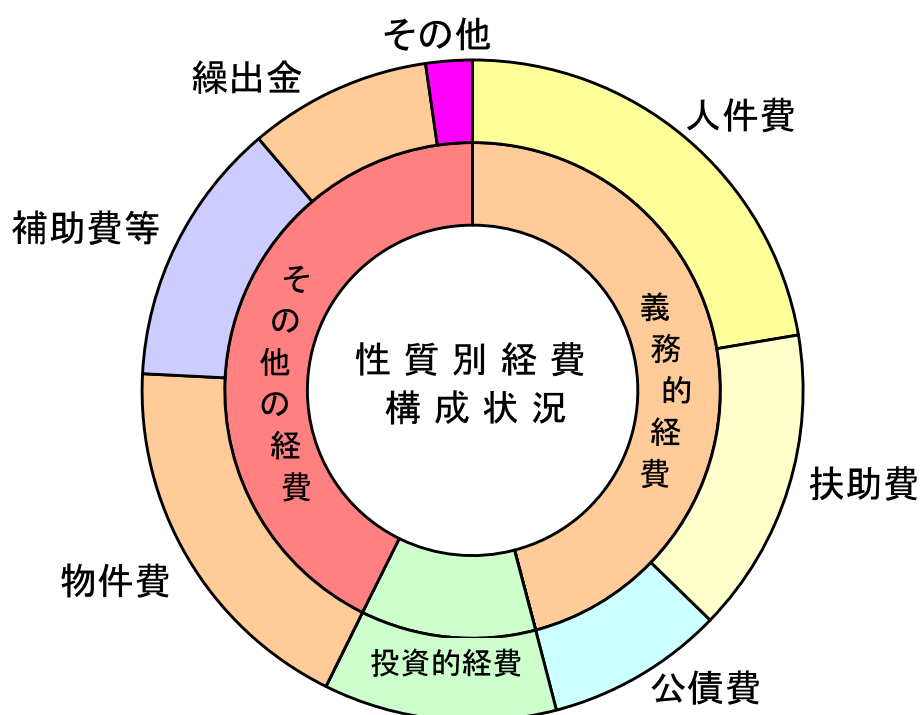 その他
繰出金
人件費
補助費等
その他の経費
義務的経費
性質別経費
構成状況
扶助費
物件費
投資的経費
公債費